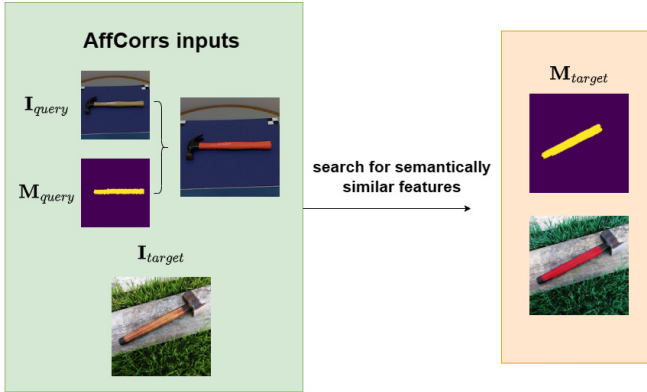 AffCorrs inputs
I_query
M_query
I_target
search for semantically
similar features
M_target